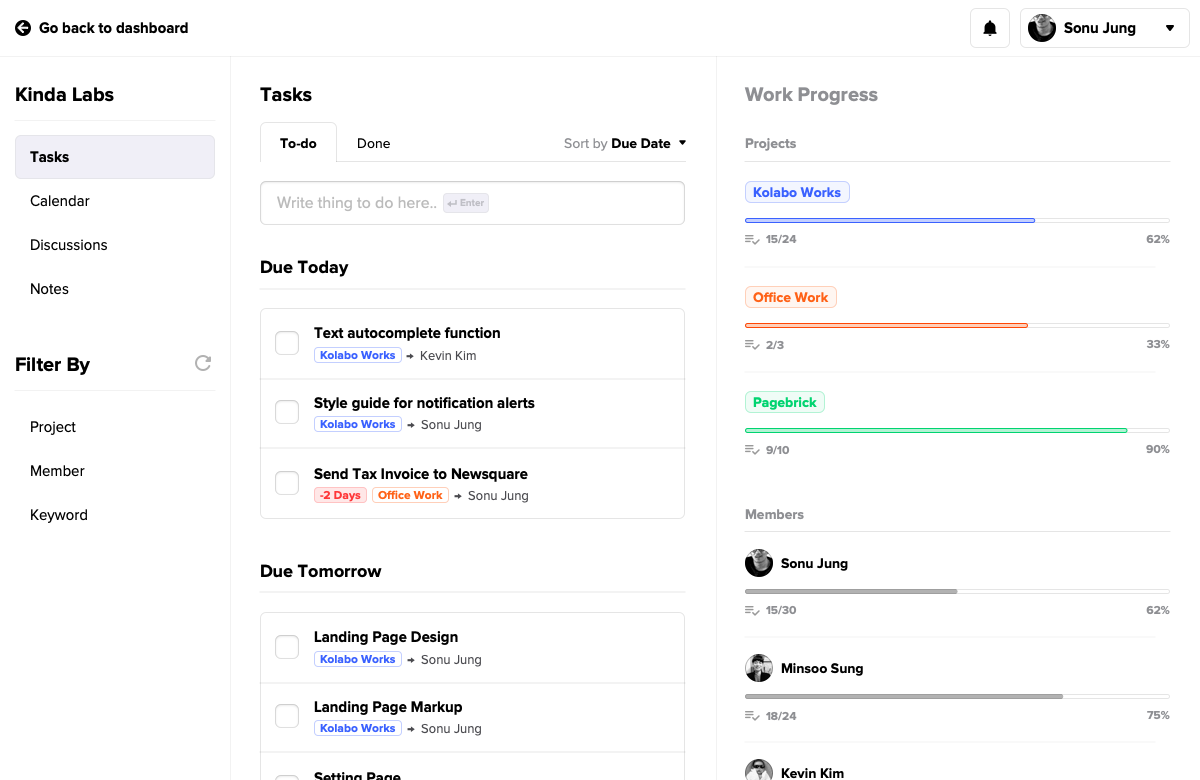 Go back to dashboard
Sonu Jung
Kinda Labs
Tasks
Calendar
Discussions
Notes
Filter By
Project
Member
Keyword
Tasks
To-do Done Sort by Due Date
Write thing to do here.. Enter
Due Today
Text autocomplete function
Kolabo Works Kevin Kim
Style guide for notification alerts
Kolabo Works Sonu Jung
Send Tax Invoice to Newsquare
-2 Days Office Work Sonu Jung
Due Tomorrow
Landing Page Design
Kolabo Works Sonu Jung
Landing Page Markup
Kolabo Works Sonu Jung
Setting Page
Work Progress
Projects
Kolabo Works
15/24 62%
Office Work
2/3 33%
Pagebrick
9/10 90%
Members
Sonu Jung
15/30 62%
Minsoo Sung
18/24 75%
Kevin Kim